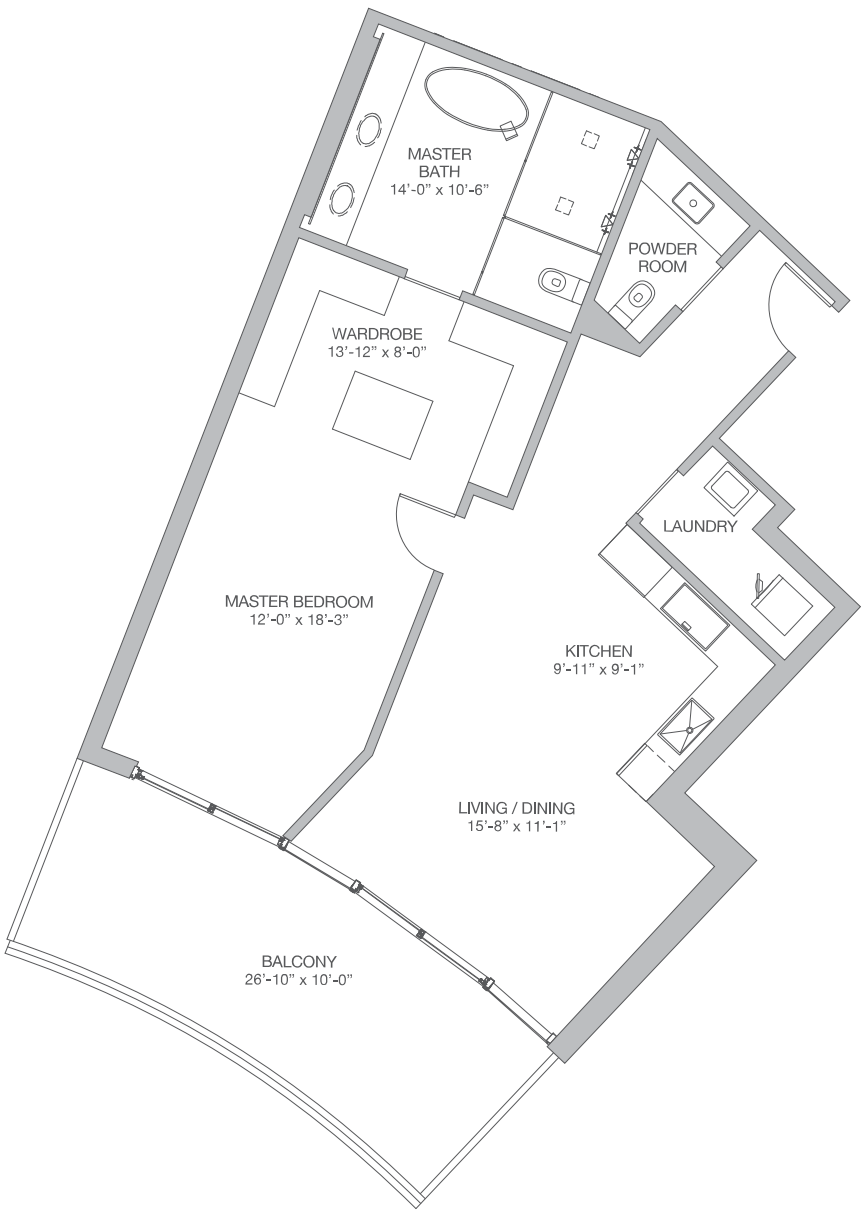 MASTER
BATH
14’-0” x 10’-6”
POWDER
ROOM
WARDROBE
13’-12” x 8’-0”
LAUNDRY
MASTER BEDROOM
12’-0” x 18’-3”
KITCHEN
9’-11” x 9’-1”
LIVING / DINING
15’-8” x 11’-1”
BALCONY
26’-10” x 10’-0”